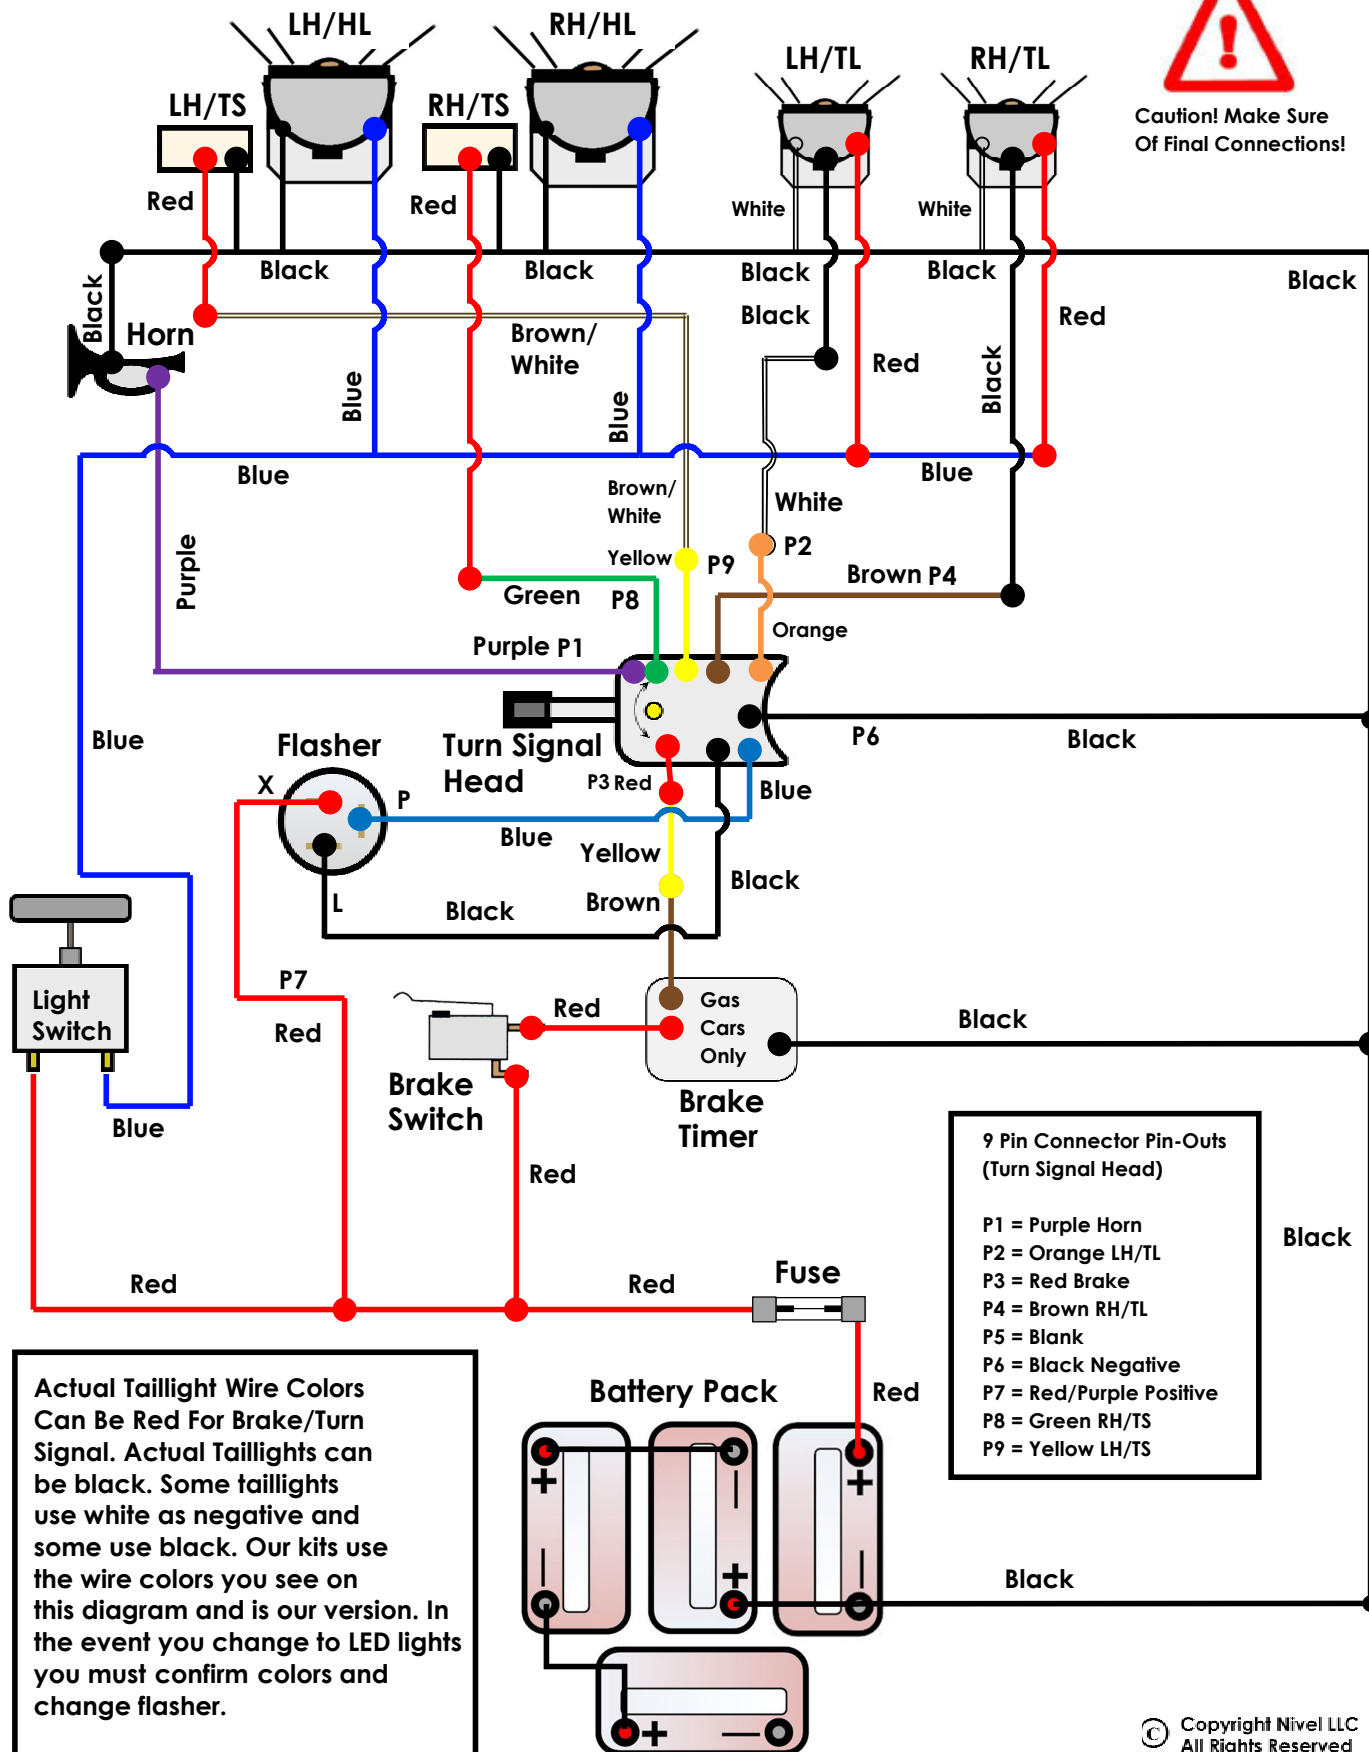 LH/HL
RH/HL
LH/TL
RH/TL
Caution! Make Sure
Of Final Connections!
LH/TS
RH/TS
Red
Red
White
White
Black
Black
Black
Black
Black
Black
Black
Horn
Brown/
White
Red
Red
Black
Blue
Blue
Blue
Blue
Brown/
White
White
Purple
Yellow
P9
P2
Brown P4
Green
P8
Orange
Purple P1
Blue
Flasher
Turn Signal
Head
P6
Black
X
P
P3 Red
Blue
Blue
Yellow
Black
Brown
L
Black
Light
Switch
P7
Red
Red
Gas
Cars
Only
Black
Brake
Switch
Brake
Timer
Blue
Red
9 Pin Connector Pin-Outs
(Turn Signal Head)
P1 = Purple Horn
P2 = Orange LH/TL
P3 = Red Brake
P4 = Brown RH/TL
P5 = Blank
P6 = Black Negative
P7 = Red/Purple Positive
P8 = Green RH/TS
P9 = Yellow LH/TS
Black
Red
Red
Fuse
Battery Pack
Red
Actual Taillight Wire Colors
Can Be Red For Brake/Turn
Signal. Actual Taillights can
be black. Some taillights
use white as negative and
some use black. Our kits use
the wire colors you see on
this diagram and is our version. In
the event you change to LED lights
you must confirm colors and
change flasher.
+
—
+
—
+
—
Black
+ —
© Copyright Nivel LLC
All Rights Reserved